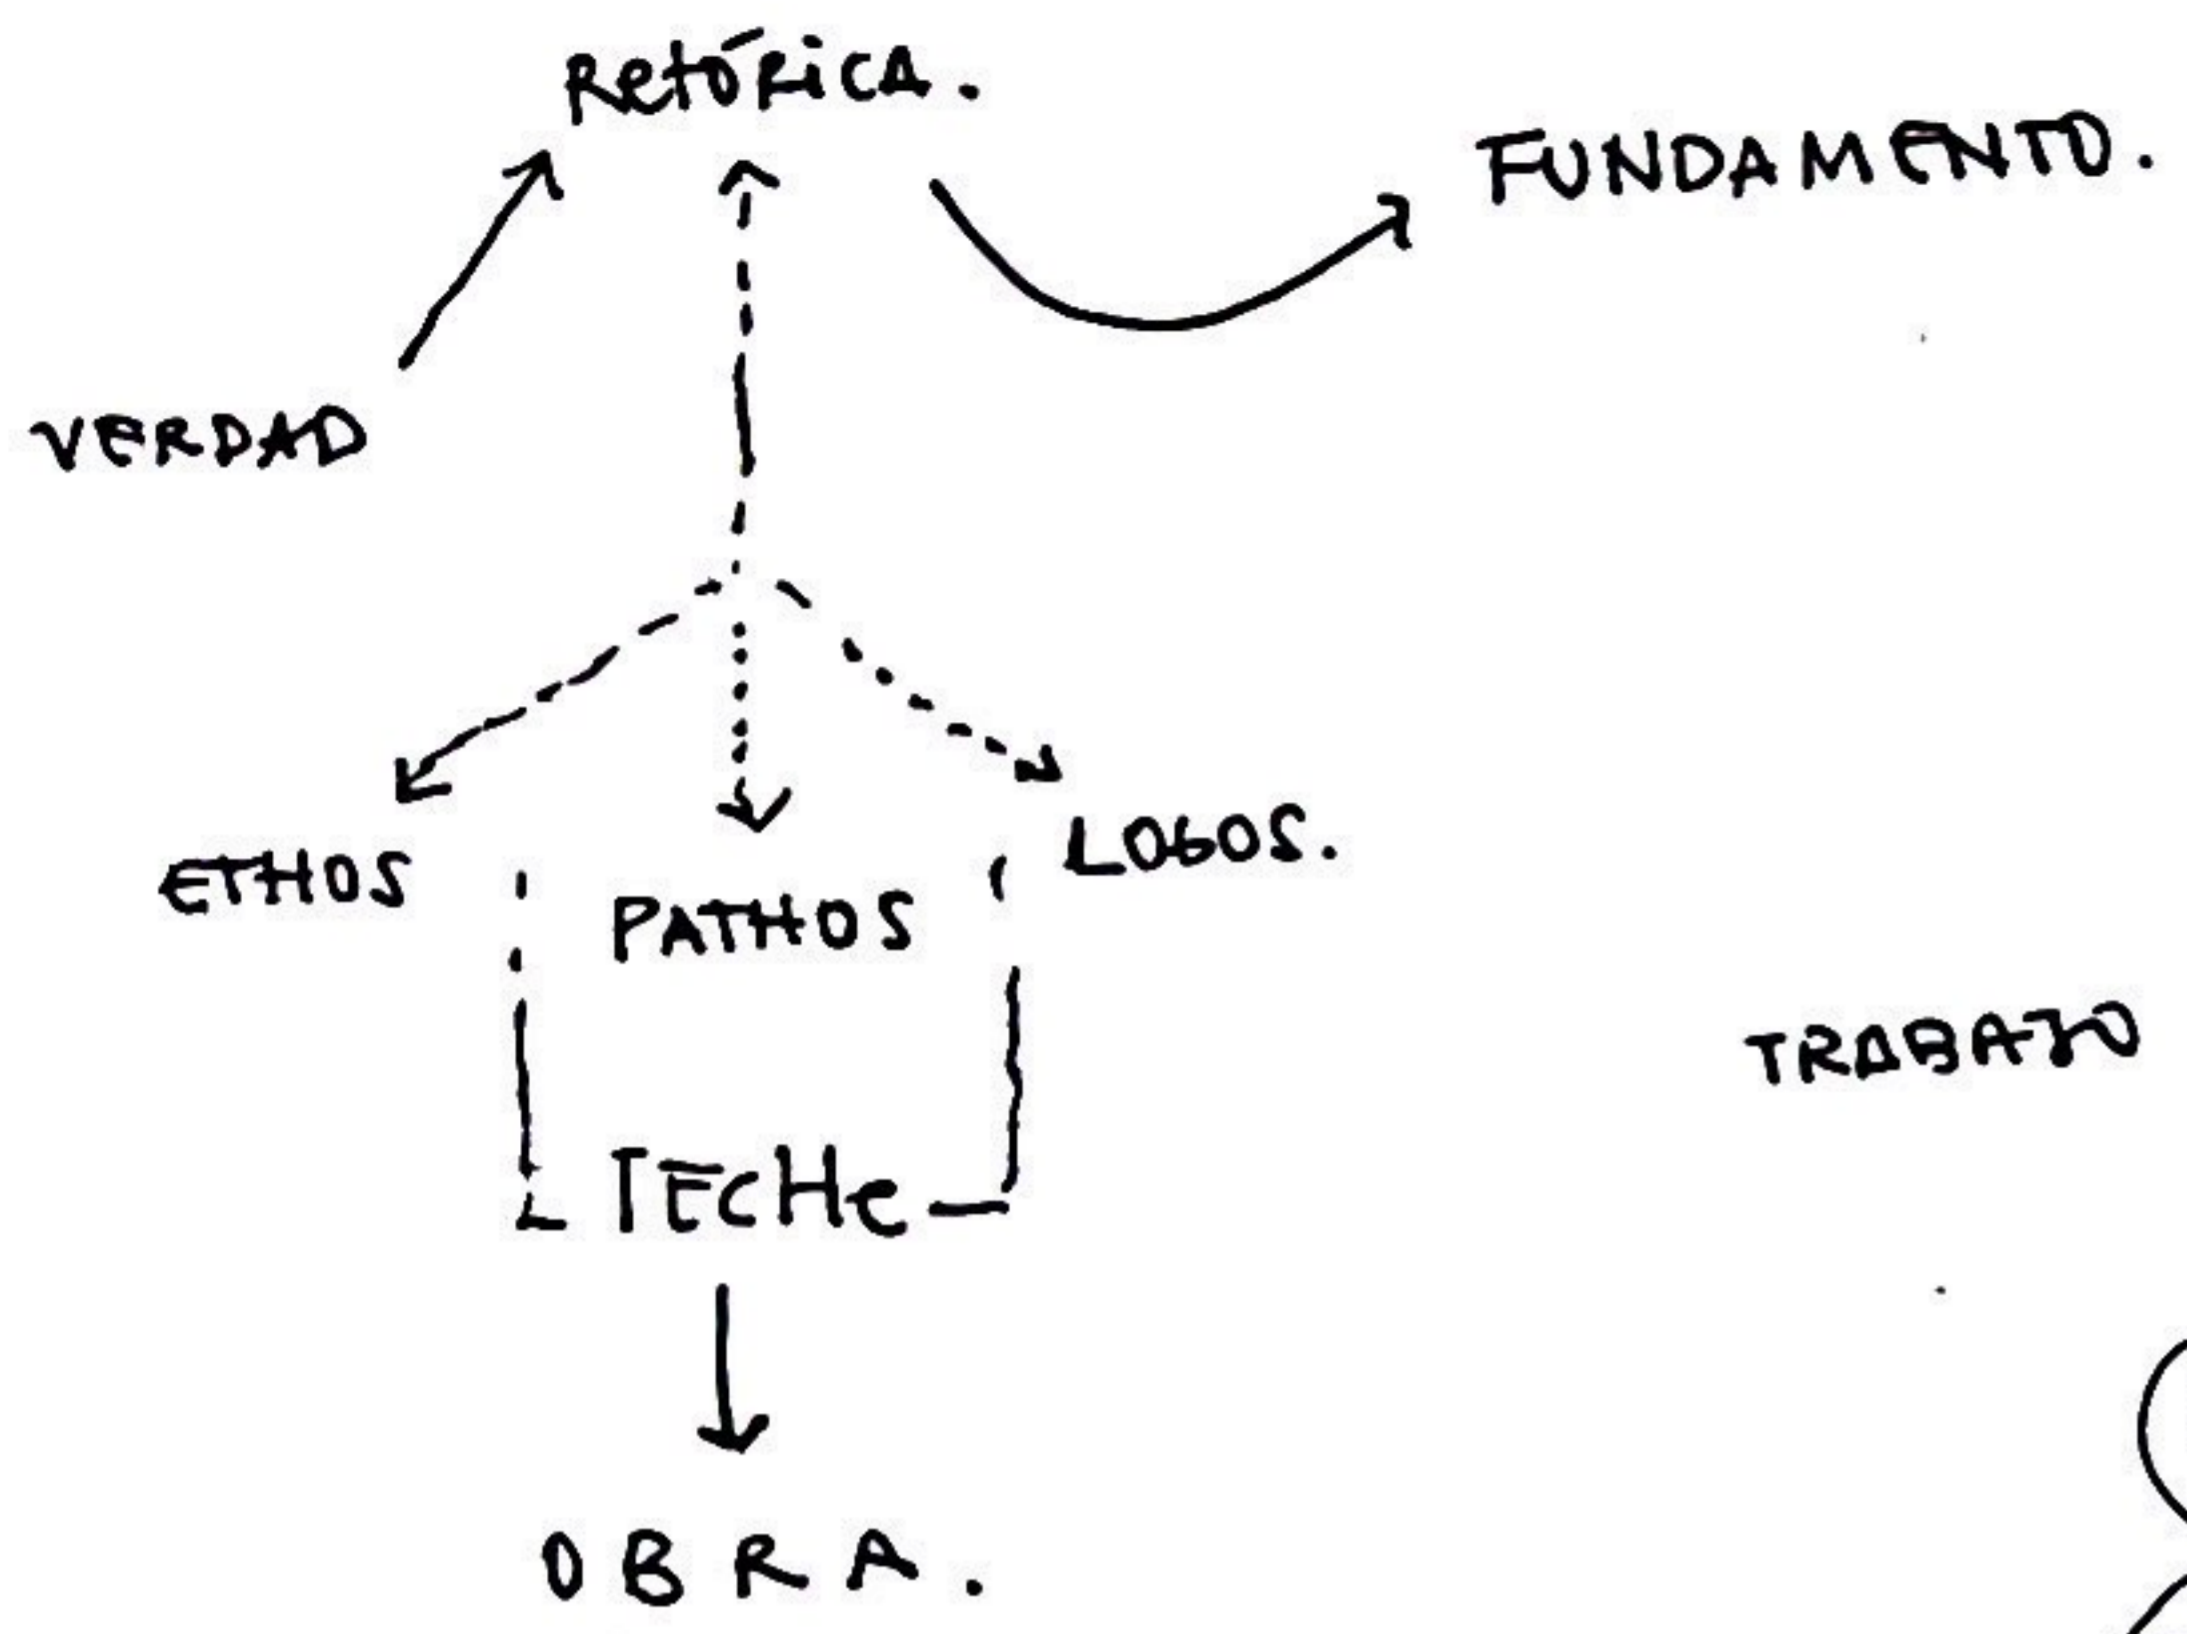 Retórica.
FUNDAMENTO.
VERDAD
ETHOS
PATHOS
LOGOS.
TRABAJO
TECHe
OBRA.